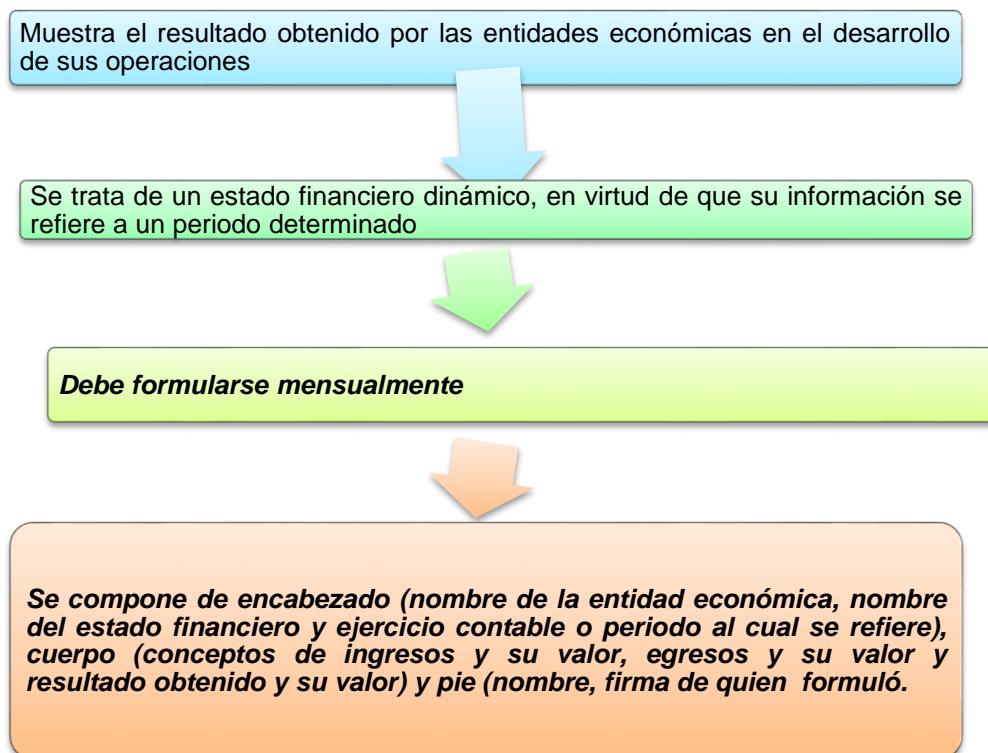 Muestra el resultado obtenido por las entidades económicas en el desarrollo
de sus operaciones
Se trata de un estado financiero dinámico, en virtud de que su información se
refiere a un periodo determinado
Debe formularse mensualmente
Se compone de encabezado (nombre de la entidad económica, nombre
del estado financiero y ejercicio contable o periodo al cual se refiere),
cuerpo (conceptos de ingresos y su valor, egresos y su valor y
resultado obtenido y su valor) y pie (nombre, firma de quien formuló.